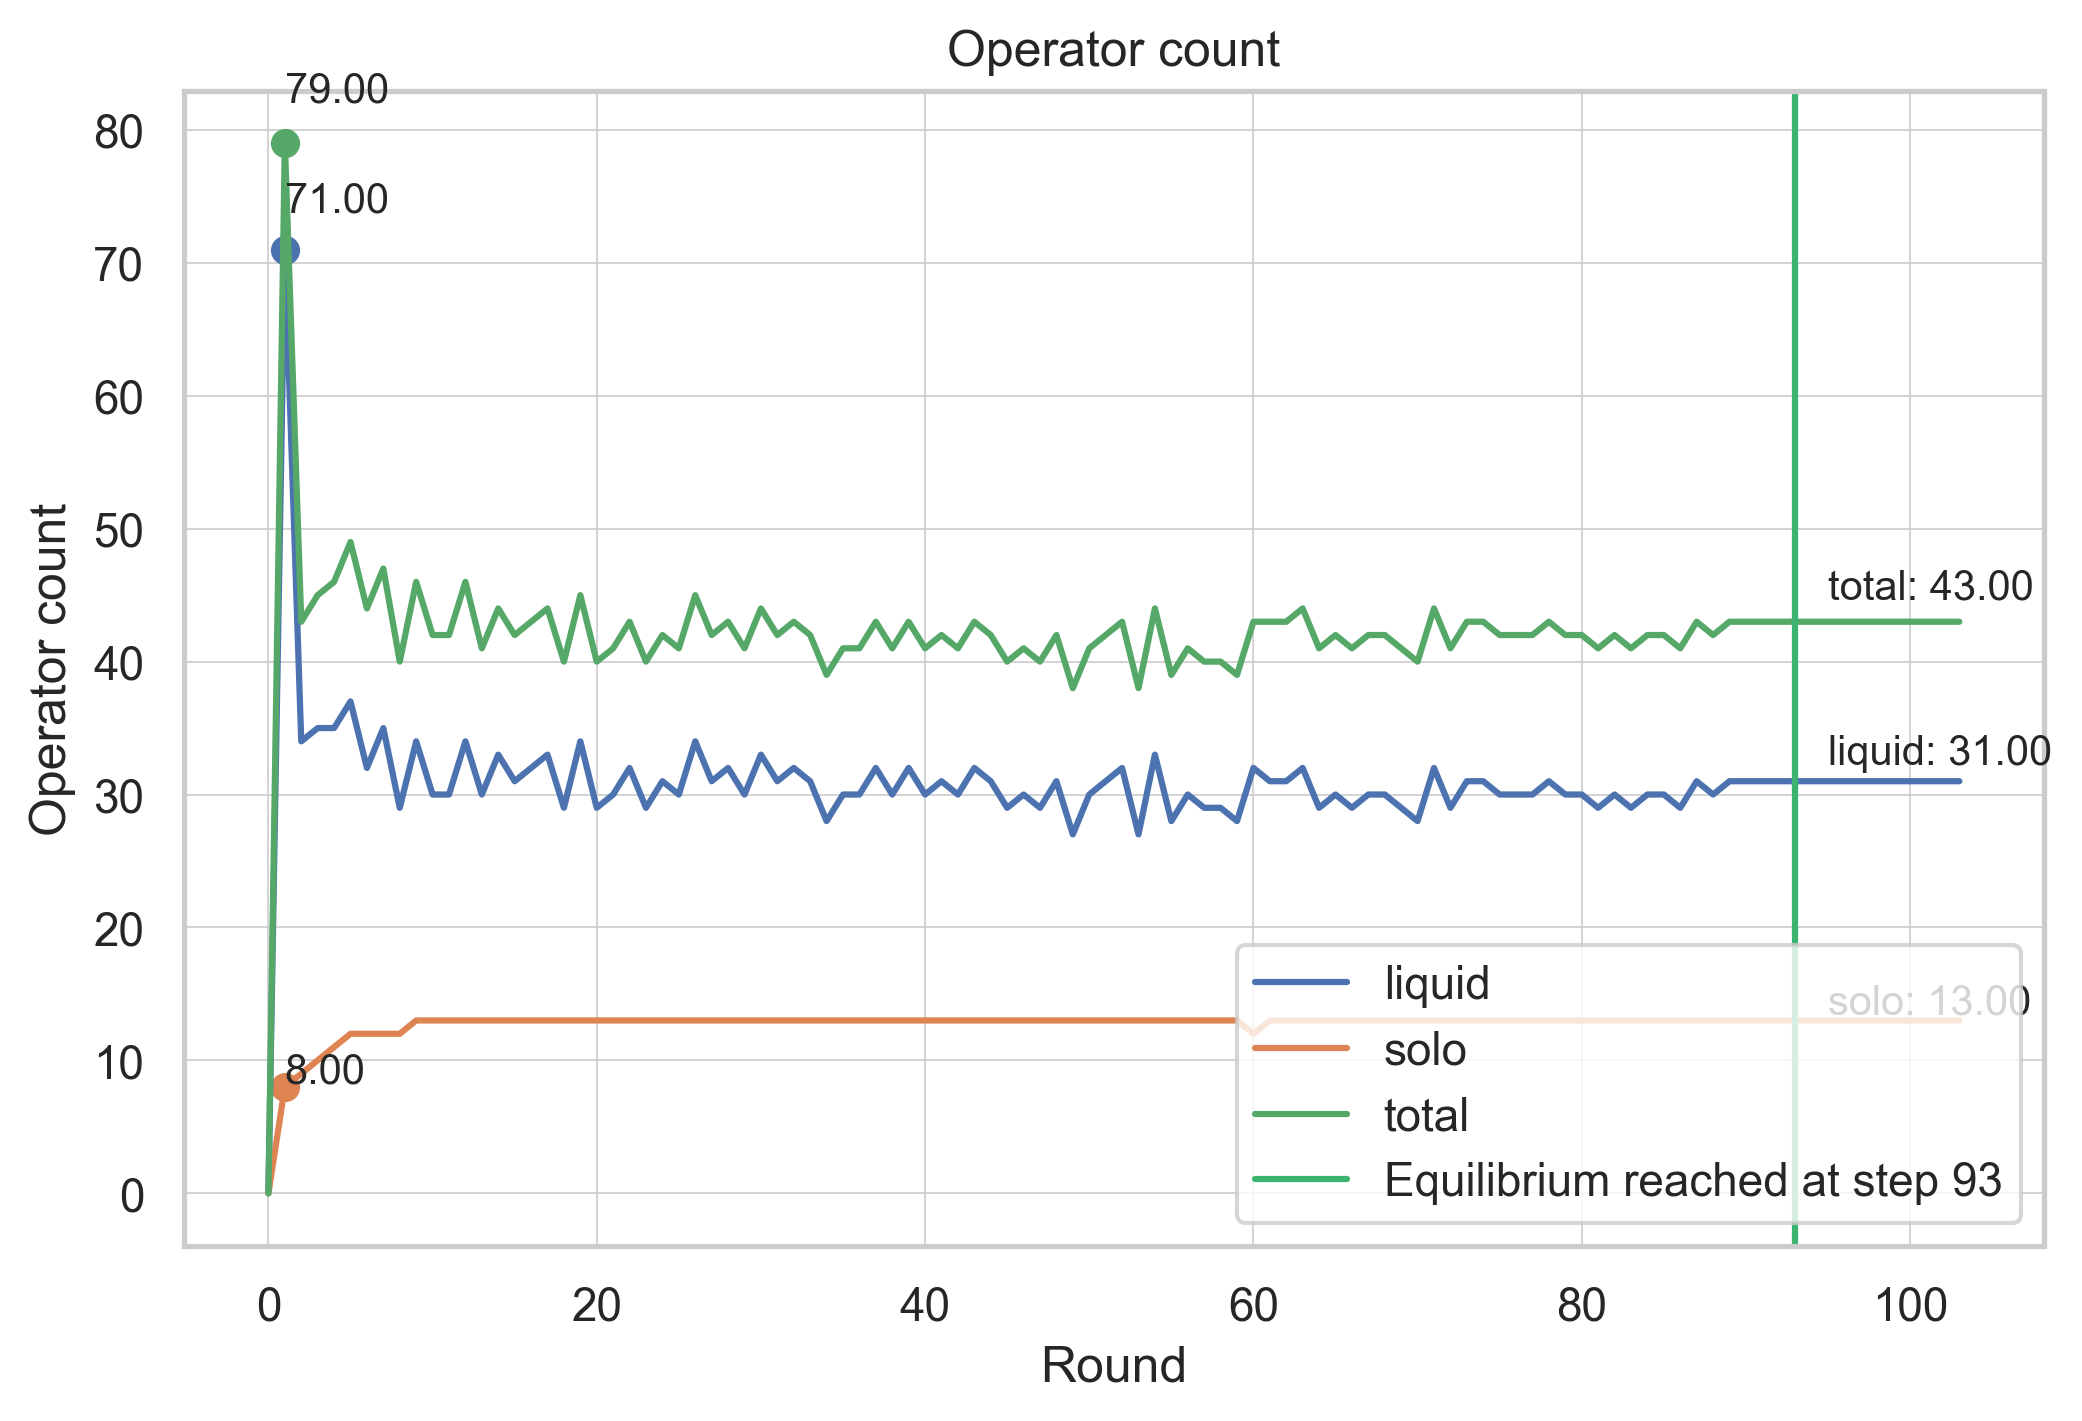 Operator count
79.00
71.00
8.00
total: 43.00
liquid: 31.00
solo: 13.00
Operator count
80
70
60
50
40
30
20
10
0
liquid
solo
total
Equilibrium reached at step 93
0 20 40 60 80 100
Round